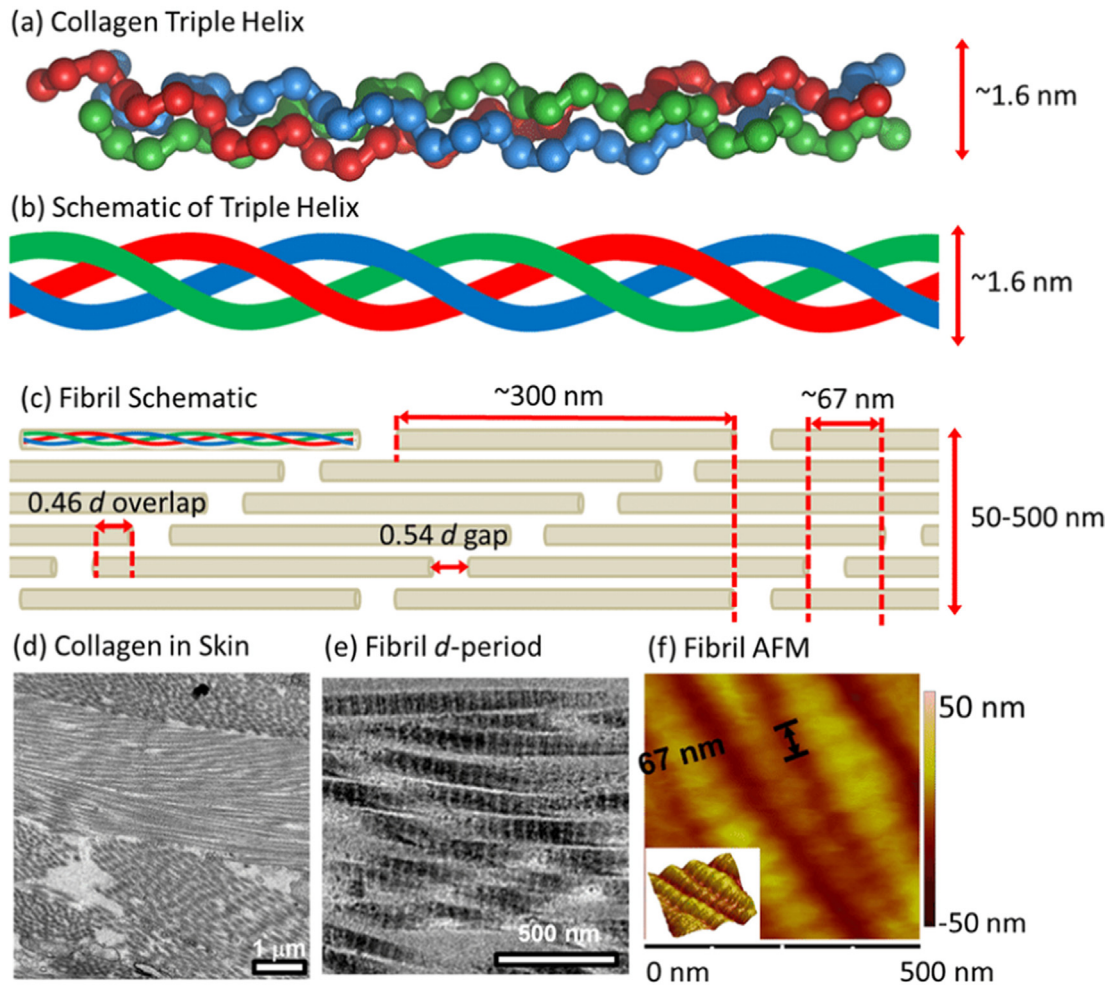 (a) Collagen Triple Helix
~1.6 nm
(b) Schematic of Triple Helix
~1.6 nm
(c) Fibril Schematic
~300 nm
~67 nm
0.46 d overlap
0.54 d gap
50-500 nm
(d) Collagen in Skin
(e) Fibril d-period
(f) Fibril AFM
1 µm
500 nm
67 nm
50 nm
-50 nm
0 nm
500 nm